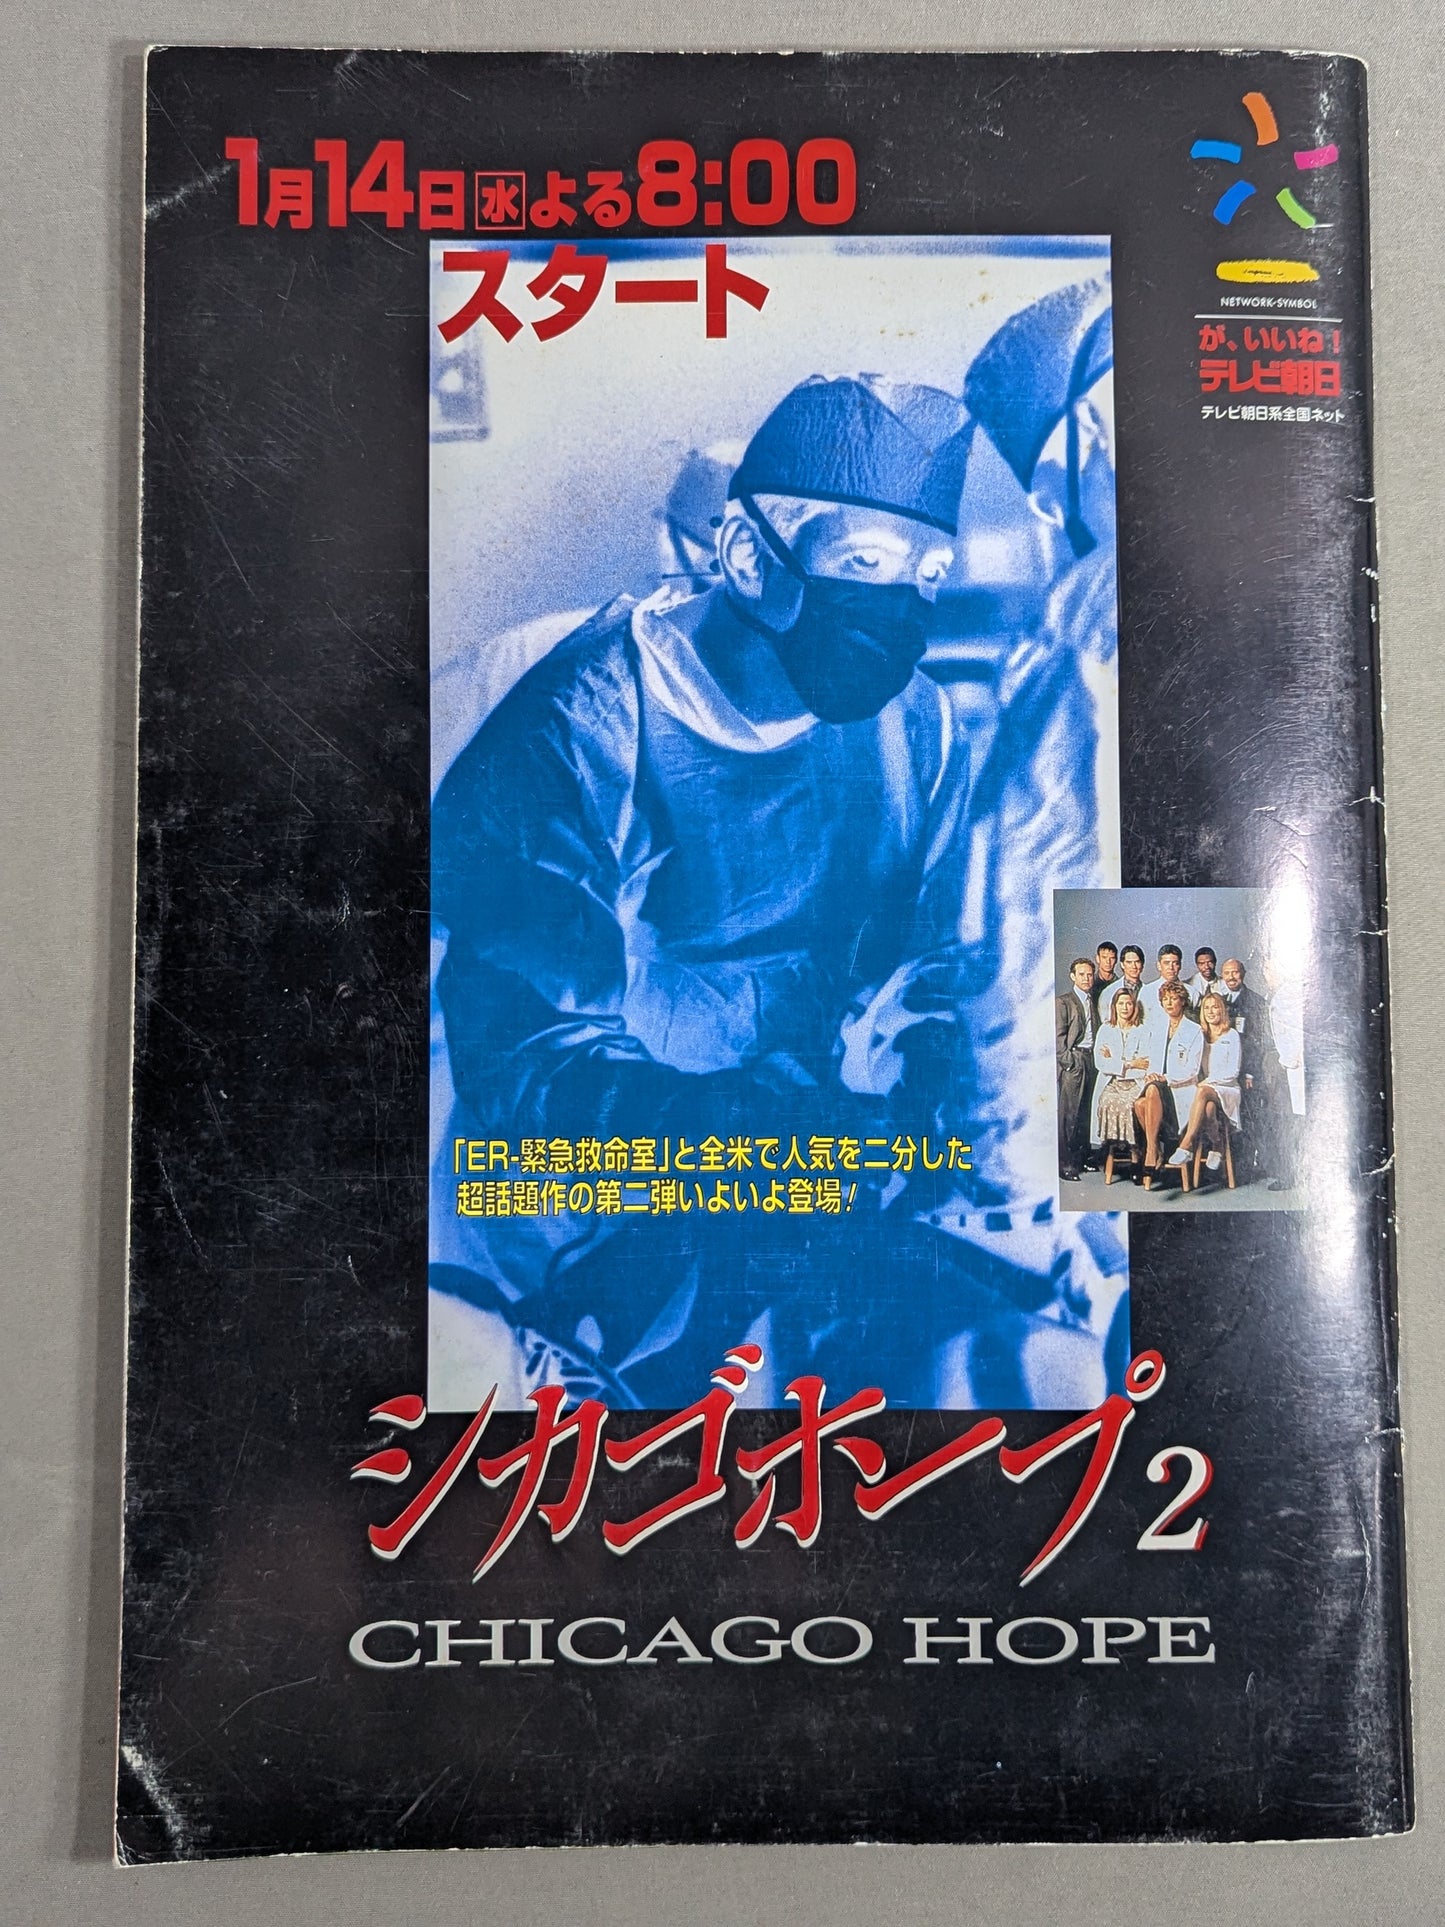 1月14日水よる8:00
スタート
NETWORK-SYMBOL
が、いいね!
テレビ朝日
テレビ朝日系全国ネット
「ER-緊急救命室」と全米で人気を二分した
超話題作の第二弾いよいよ登場!
シカゴホープ2
CHICAGO HOPE